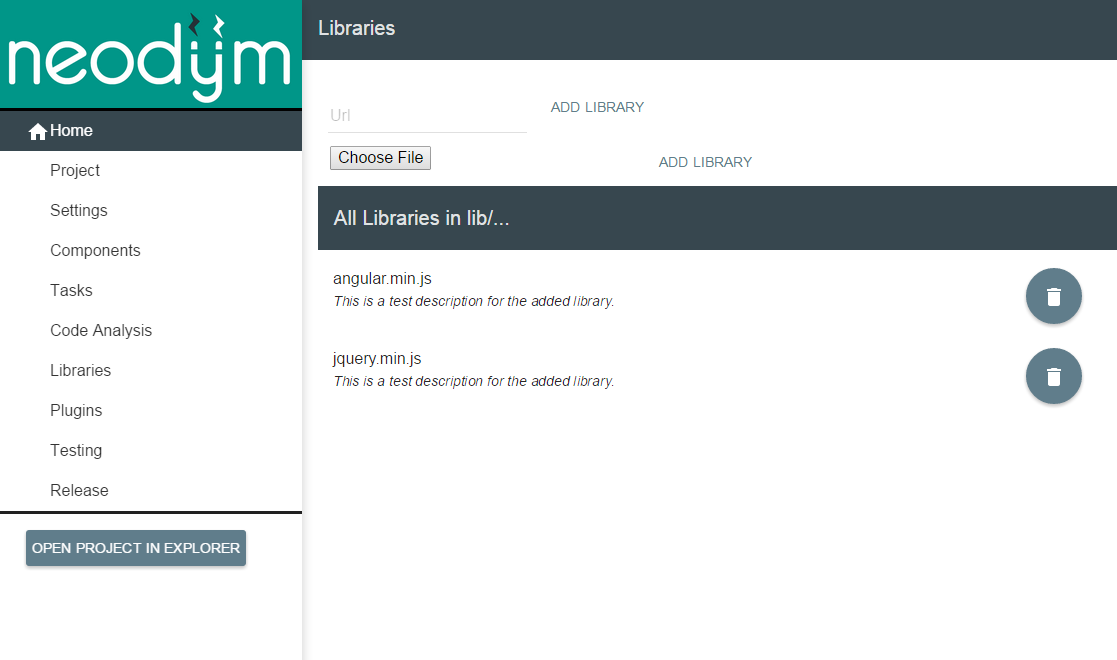 neodym
Home
Project
Settings
Components
Tasks
Code Analysis
Libraries
Plugins
Testing
Release
OPEN PROJECT IN EXPLORER
Libraries
Url
ADD LIBRARY
Choose File
ADD LIBRARY
All Libraries in lib/...
angular.min.js
This is a test description for the added library.
jquery.min.js
This is a test description for the added library.